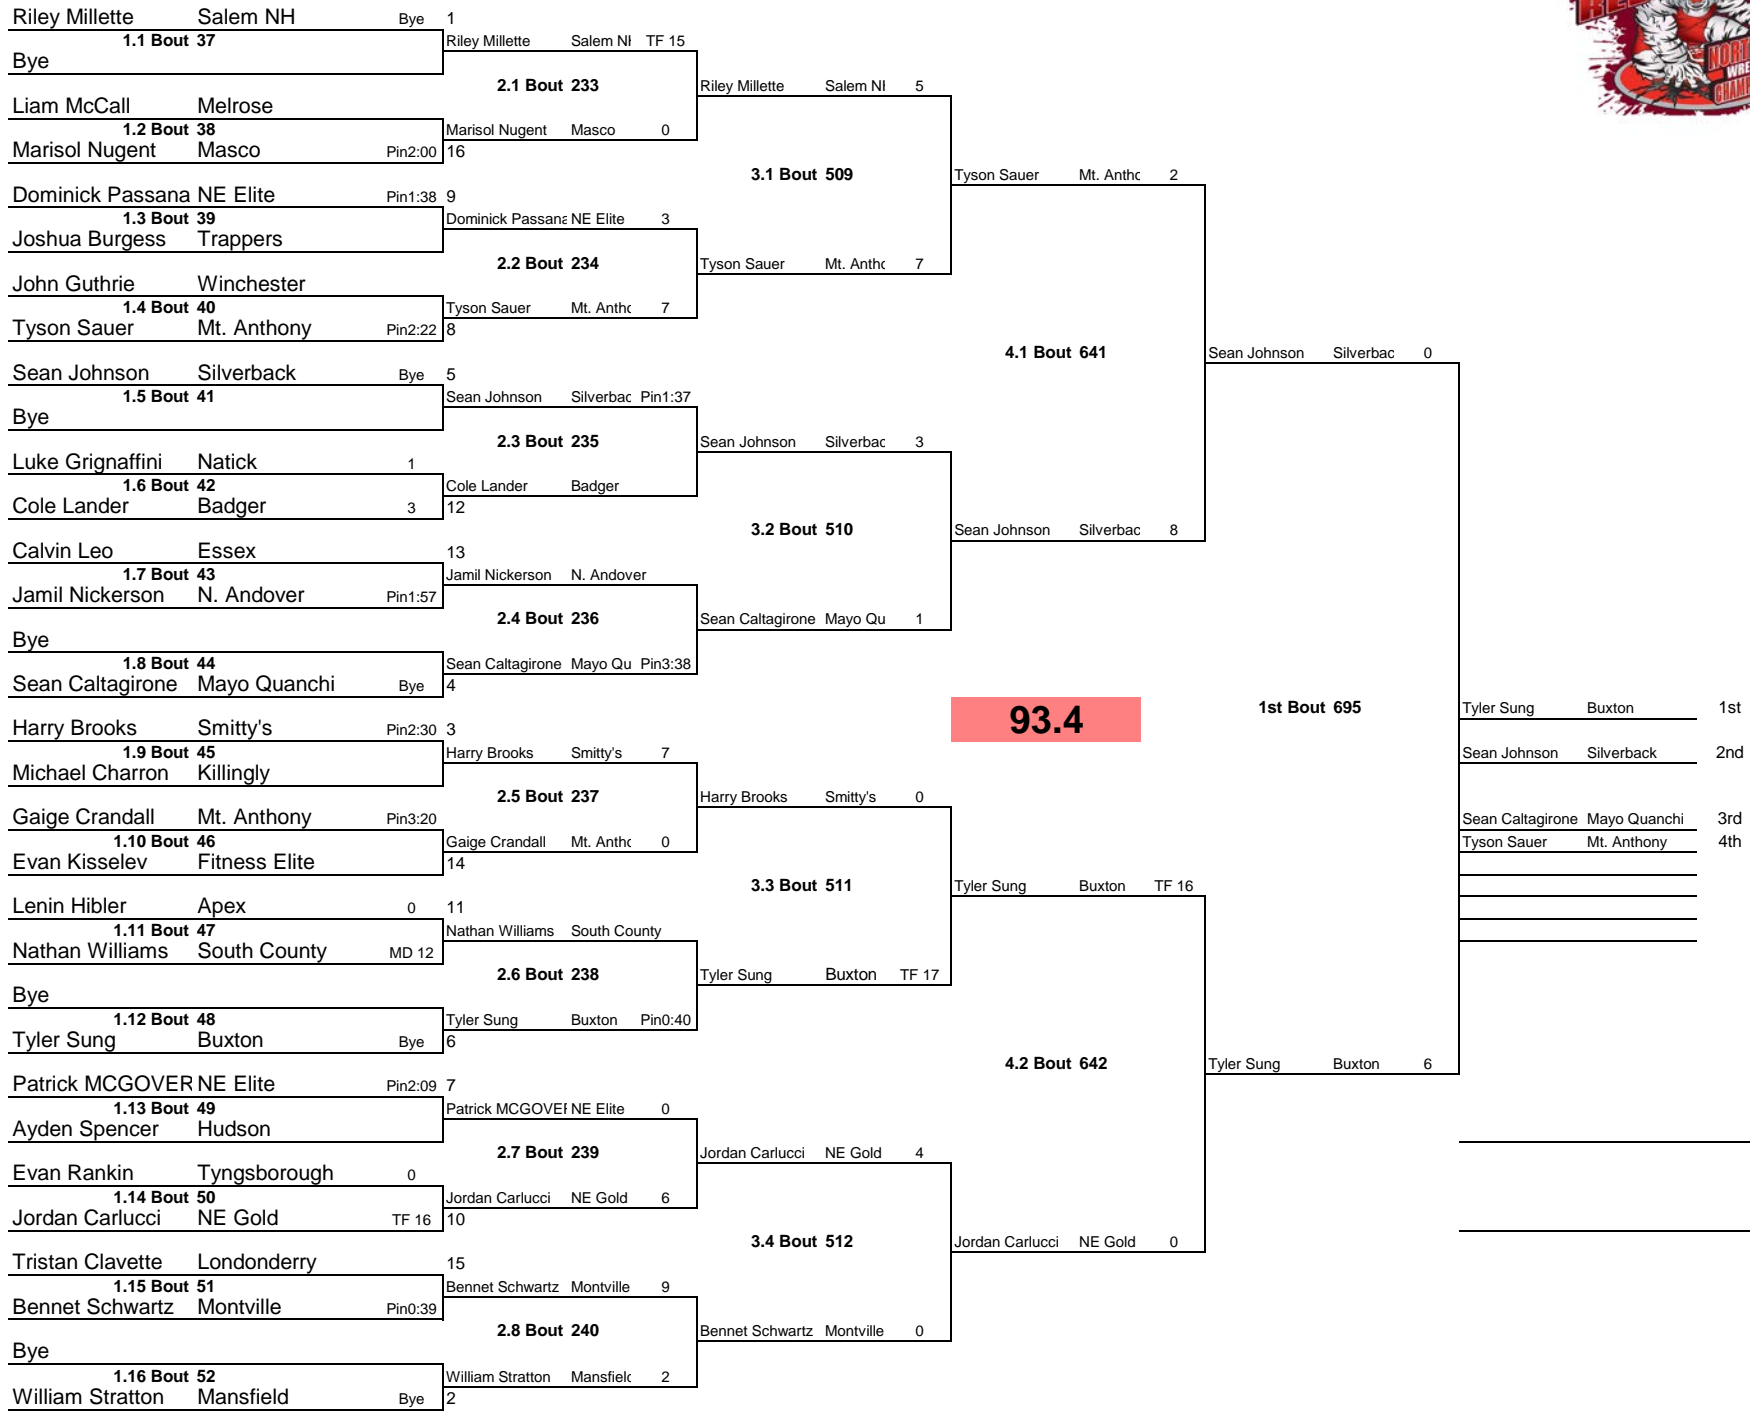 Riley Millette Salem NH Bye 1
1.1 Bout 37
Bye
Riley Millette Salem NH TF 15
2.1 Bout 233
Liam McCall Melrose
1.2 Bout 38
Marisol Nugent Masco 0
Marisol Nugent Masco Pin2:00 16
Riley Millette Salem NH 5
3.1 Bout 509
Dominick Passana NE Elite Pin1:38 9
1.3 Bout 39
Dominick Passana NE Elite 3
Joshua Burgess Trappers
2.2 Bout 234
Tyson Sauer Mt. Antho 7
John Guthrie Winchester
1.4 Bout 40
Tyson Sauer Mt. Antho 7
Tyson Sauer Mt. Anthony Pin2:22 8
Tyson Sauer Mt. Antho 2
4.1 Bout 641
Sean Johnson Silverback Bye 5
1.5 Bout 41
Sean Johnson Silverbac Pin1:37
Bye
2.3 Bout 235
Sean Johnson Silverbac 3
Luke Grignaffini Natick 1
1.6 Bout 42
Cole Lander Badger
Cole Lander Badger 3 12
3.2 Bout 510
Sean Johnson Silverbac 8
Calvin Leo Essex 13
1.7 Bout 43
Jamil Nickerson N. Andover
Jamil Nickerson N. Andover Pin1:57
2.4 Bout 236
Sean Caltagirone Mayo Qu 1
Bye
1.8 Bout 44
Sean Caltagirone Mayo Qu Pin3:38
Sean Caltagirone Mayo Quanchi Bye 4
Sean Johnson Silverbac 0
93.4
1st Bout 695
Tyler Sung Buxton 1st
Sean Johnson Silverback 2nd
Sean Caltagirone Mayo Quanchi 3rd
Tyson Sauer Mt. Anthony 4th
Harry Brooks Smitty's Pin2:30 3
1.9 Bout 45
Harry Brooks Smitty's 7
Michael Charron Killingly
2.5 Bout 237
Harry Brooks Smitty's 0
Gaige Crandall Mt. Anthony Pin3:20
1.10 Bout 46
Gaige Crandall Mt. Antho 0
Evan Kisselev Fitness Elite 14
3.3 Bout 511
Tyler Sung Buxton TF 16
Lenin Hibler Apex 0 11
1.11 Bout 47
Nathan Williams South County
Nathan Williams South County MD 12
2.6 Bout 238
Tyler Sung Buxton TF 17
Bye
1.12 Bout 48
Tyler Sung Buxton Pin0:40
Tyler Sung Buxton Bye 6
4.2 Bout 642
Tyler Sung Buxton 6
Patrick MCGOVER NE Elite Pin2:09 7
1.13 Bout 49
Patrick MCGOVER NE Elite 0
Ayden Spencer Hudson
2.7 Bout 239
Jordan Carlucci NE Gold 4
Evan Rankin Tyngsborough 0
1.14 Bout 50
Jordan Carlucci NE Gold 6
Jordan Carlucci NE Gold TF 16 10
3.4 Bout 512
Jordan Carlucci NE Gold 0
Tristan Clavette Londonderry 15
1.15 Bout 51
Bennet Schwartz Montville 9
Bennet Schwartz Montville Pin0:39
2.8 Bout 240
Bennet Schwartz Montville 0
Bye
1.16 Bout 52
William Stratton Mansfield 2
William Stratton Mansfield Bye 2